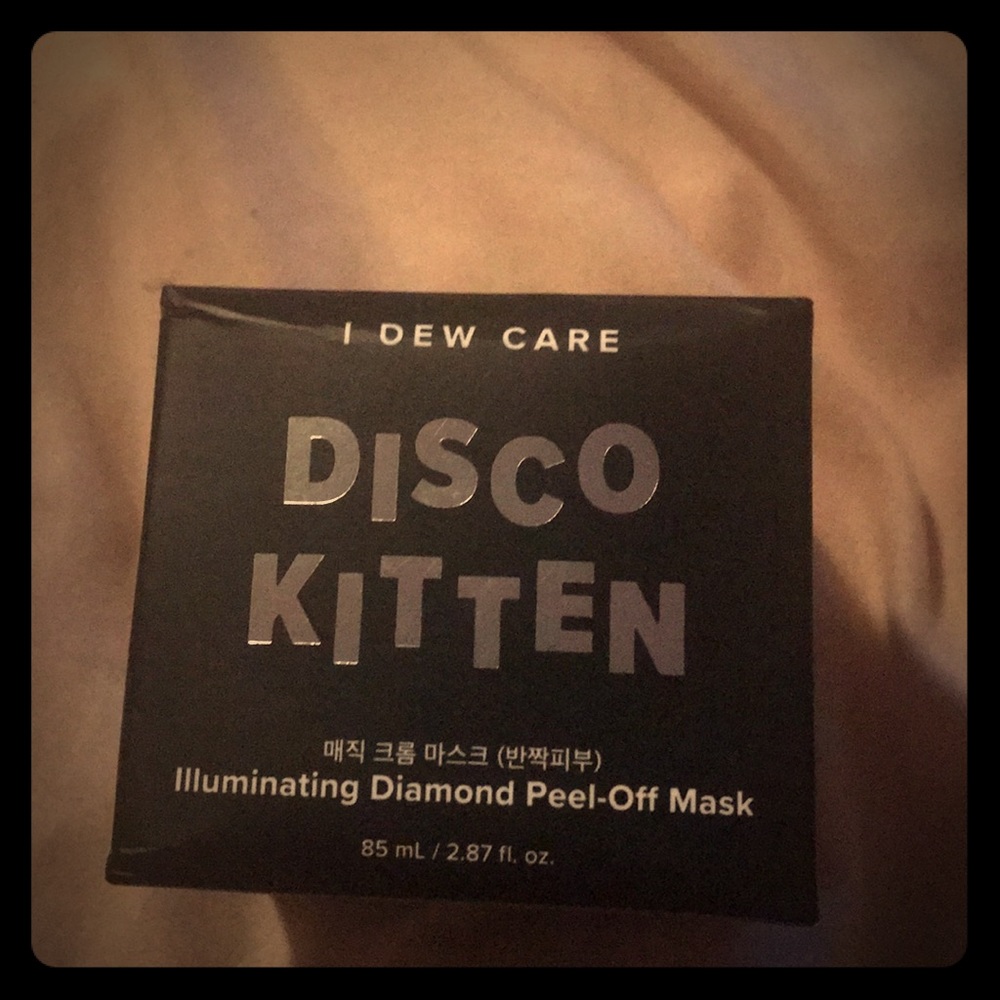 I DEW CARE
DISCO
KITTEN
매직 크롬 마스크 (반짝피부)
Illuminating Diamond Peel-Off Mask
85 mL / 2.87 fl. oz.